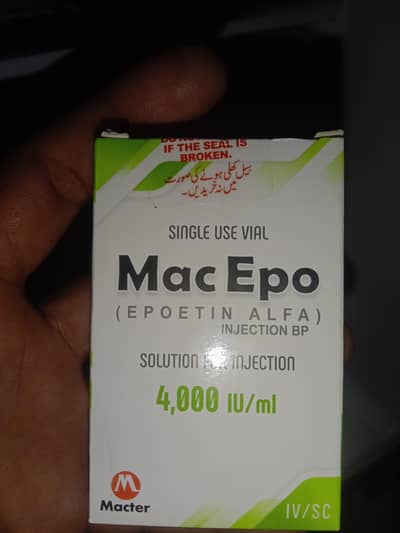 IF THE SEAL IS
BROKEN.
سیل کھلی ہونے کی صورت
میں نہ خریدیں۔
SINGLE USE VIAL
Mac Epo
(EPOETIN ALFA)
INJECTION BP
SOLUTION FOR INJECTION
4,000 IU/ml
Macter
IV/SC